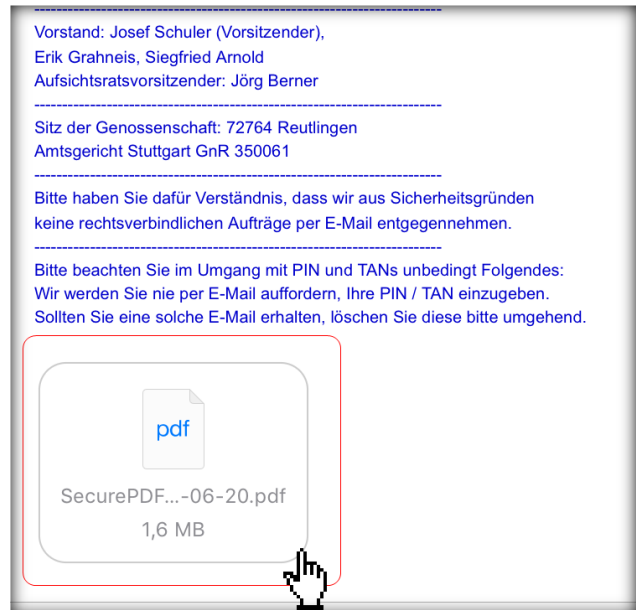 -------------------------------------------------------------------------
Vorstand: Josef Schuler (Vorsitzender),
Erik Grahneis, Siegfried Arnold
Aufsichtsratsvorsitzender: Jörg Berner
-------------------------------------------------------------------------
Sitz der Genossenschaft: 72764 Reutlingen
Amtsgericht Stuttgart GnR 350061
-------------------------------------------------------------------------
Bitte haben Sie dafür Verständnis, dass wir aus Sicherheitsgründen
keine rechtsverbindlichen Aufträge per E-Mail entgegennehmen.
-------------------------------------------------------------------------
Bitte beachten Sie im Umgang mit PIN und TANs unbedingt Folgendes:
Wir werden Sie nie per E-Mail auffordern, Ihre PIN / TAN einzugeben.
Sollten Sie eine solche E-Mail erhalten, löschen Sie diese bitte umgehend.
pdf
SecurePDF...-06-20.pdf
1,6 MB